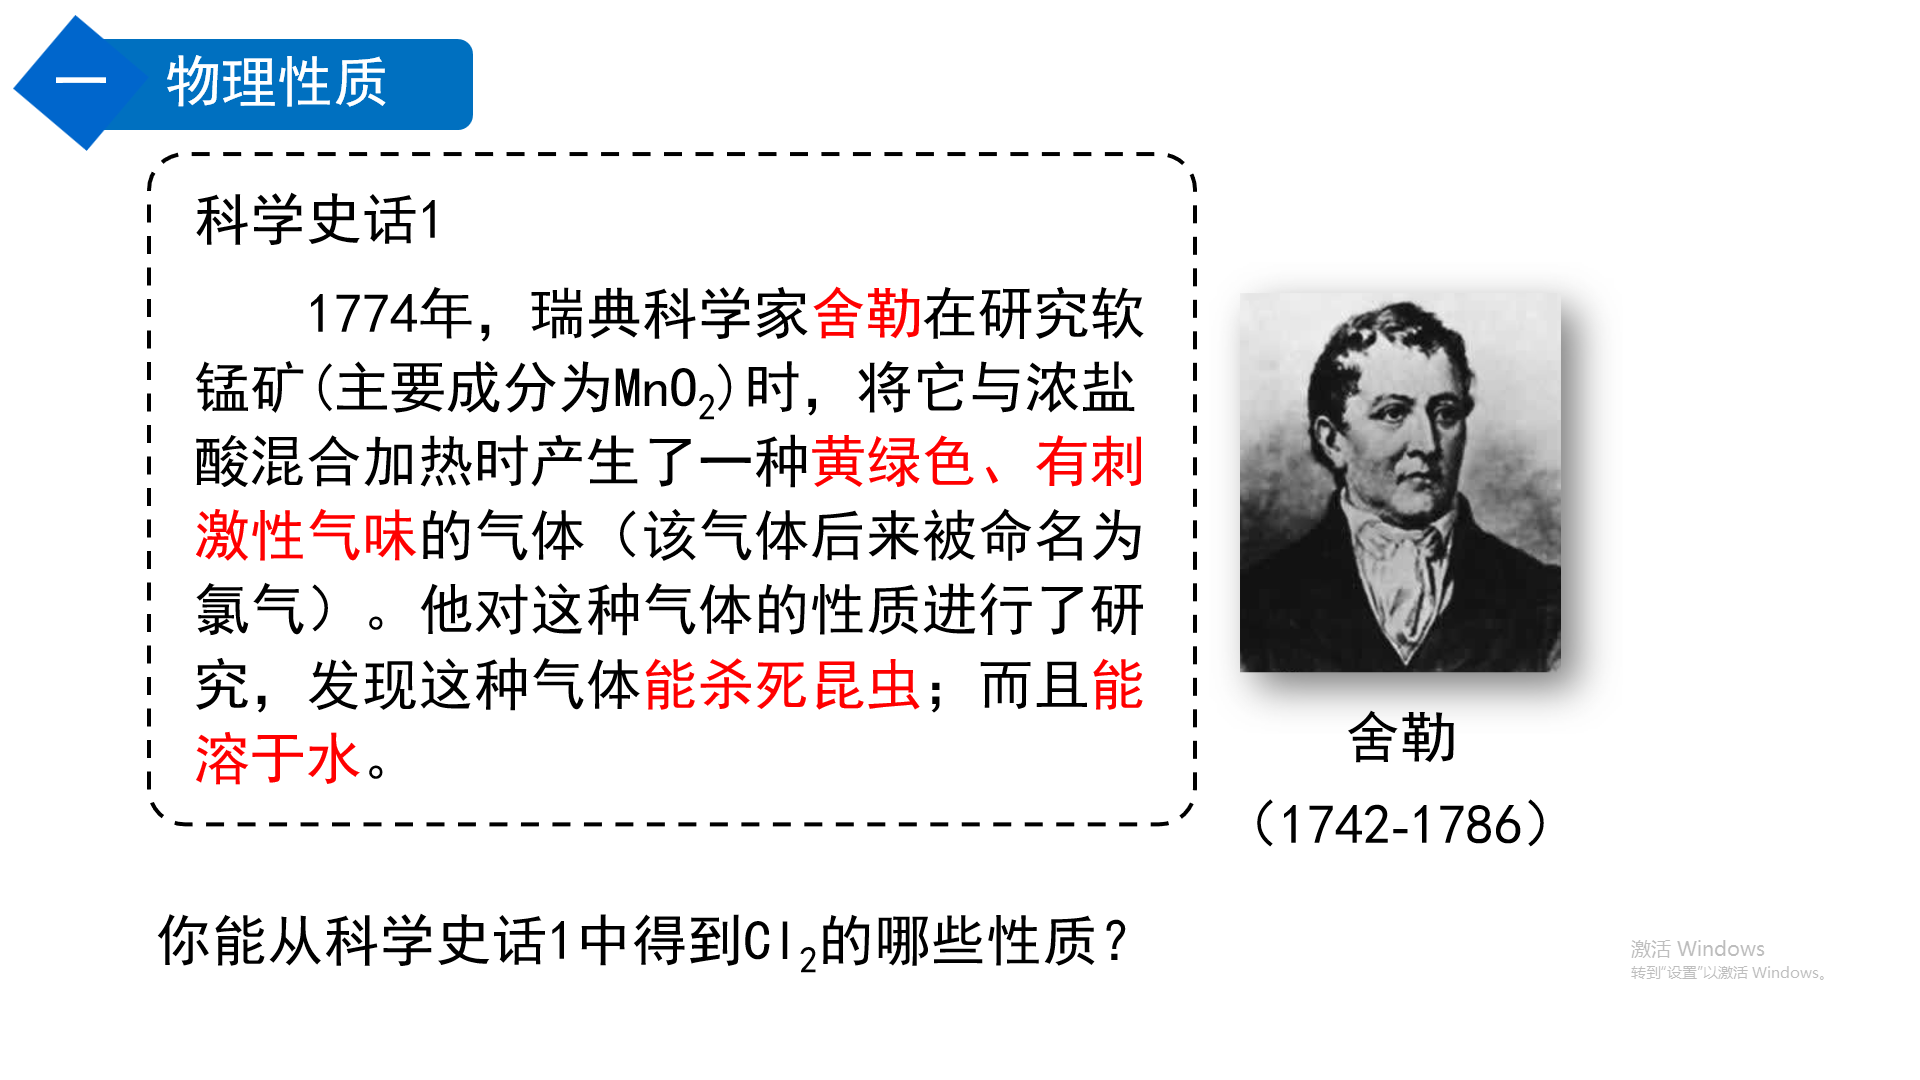 一 物理性质
科学史话1
1774年，瑞典科学家舍勒在研究软
锰矿(主要成分为MnO₂)时，将它与浓盐
酸混合加热时产生了一种黄绿色、有刺
激性气味的气体（该气体后来被命名为
氯气）。他对这种气体的性质进行了研
究，发现这种气体能杀死昆虫；而且能
溶于水。
舍勒
（1742-1786）
你能从科学史话1中得到Cl₂的哪些性质？
激活 Windows
转到“设置”以激活 Windows。